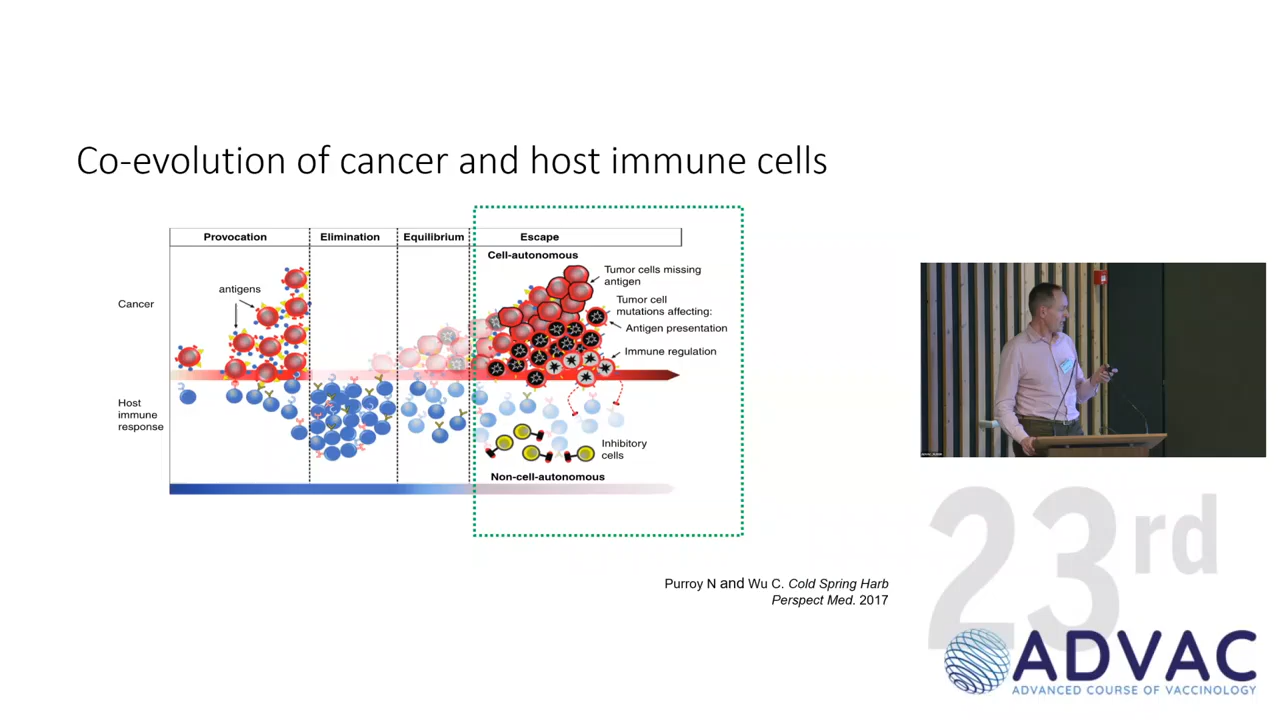 Co-evolution of cancer and host immune cells
Provocation
Elimination
Equilibrium
Escape
Cell-autonomous
Cancer
antigens
Tumor cells missing
antigen
Tumor cell
mutations affecting:
Antigen presentation
Immune regulation
Host
immune
response
Inhibitory
cells
Non-cell-autonomous
Purroy N and Wu C. Cold Spring Harb
Perspect Med. 2017
23rd
ADVAC
ADVANCED COURSE OF VACCINOLOGY